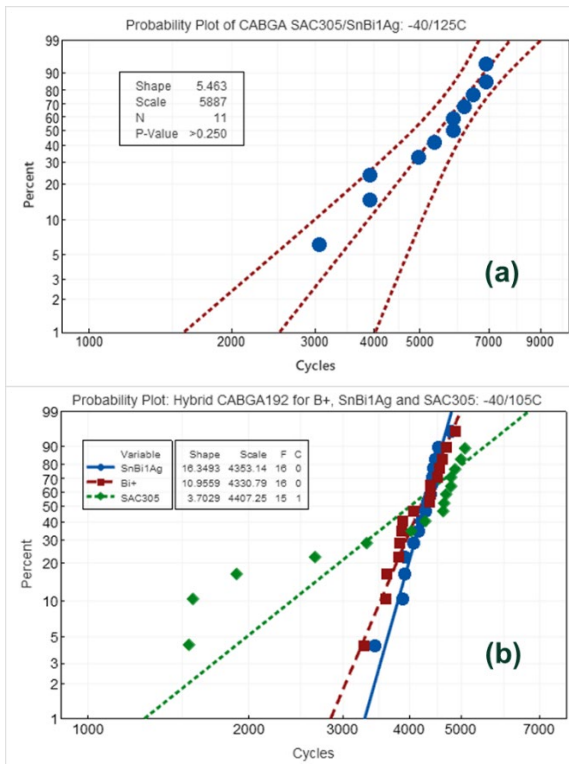 Probability Plot of CABGA SAC305/SnBi1Ag: -40/125C
99
90
80
70
60
50
40
30
20
10
5
3
2
1
Percent
Shape 5.463
Scale 5887
N 11
P-Value >0.250
(a)
1000 2000 3000 4000 5000 6000 7000 9000
Cycles
Probability Plot: Hybrid CABGA192 for B+, SnBi1Ag and SAC305: -40/105C
99
90
80
70
60
50
40
30
20
10
5
3
2
1
Percent
Variable Shape Scale F C
SnBi1Ag 16.3493 4353.14 16 0
Bi+ 10.9559 4330.79 16 0
SAC305 3.7029 4407.25 15 1
(b)
1000 2000 3000 4000 5000 7000
Cycles